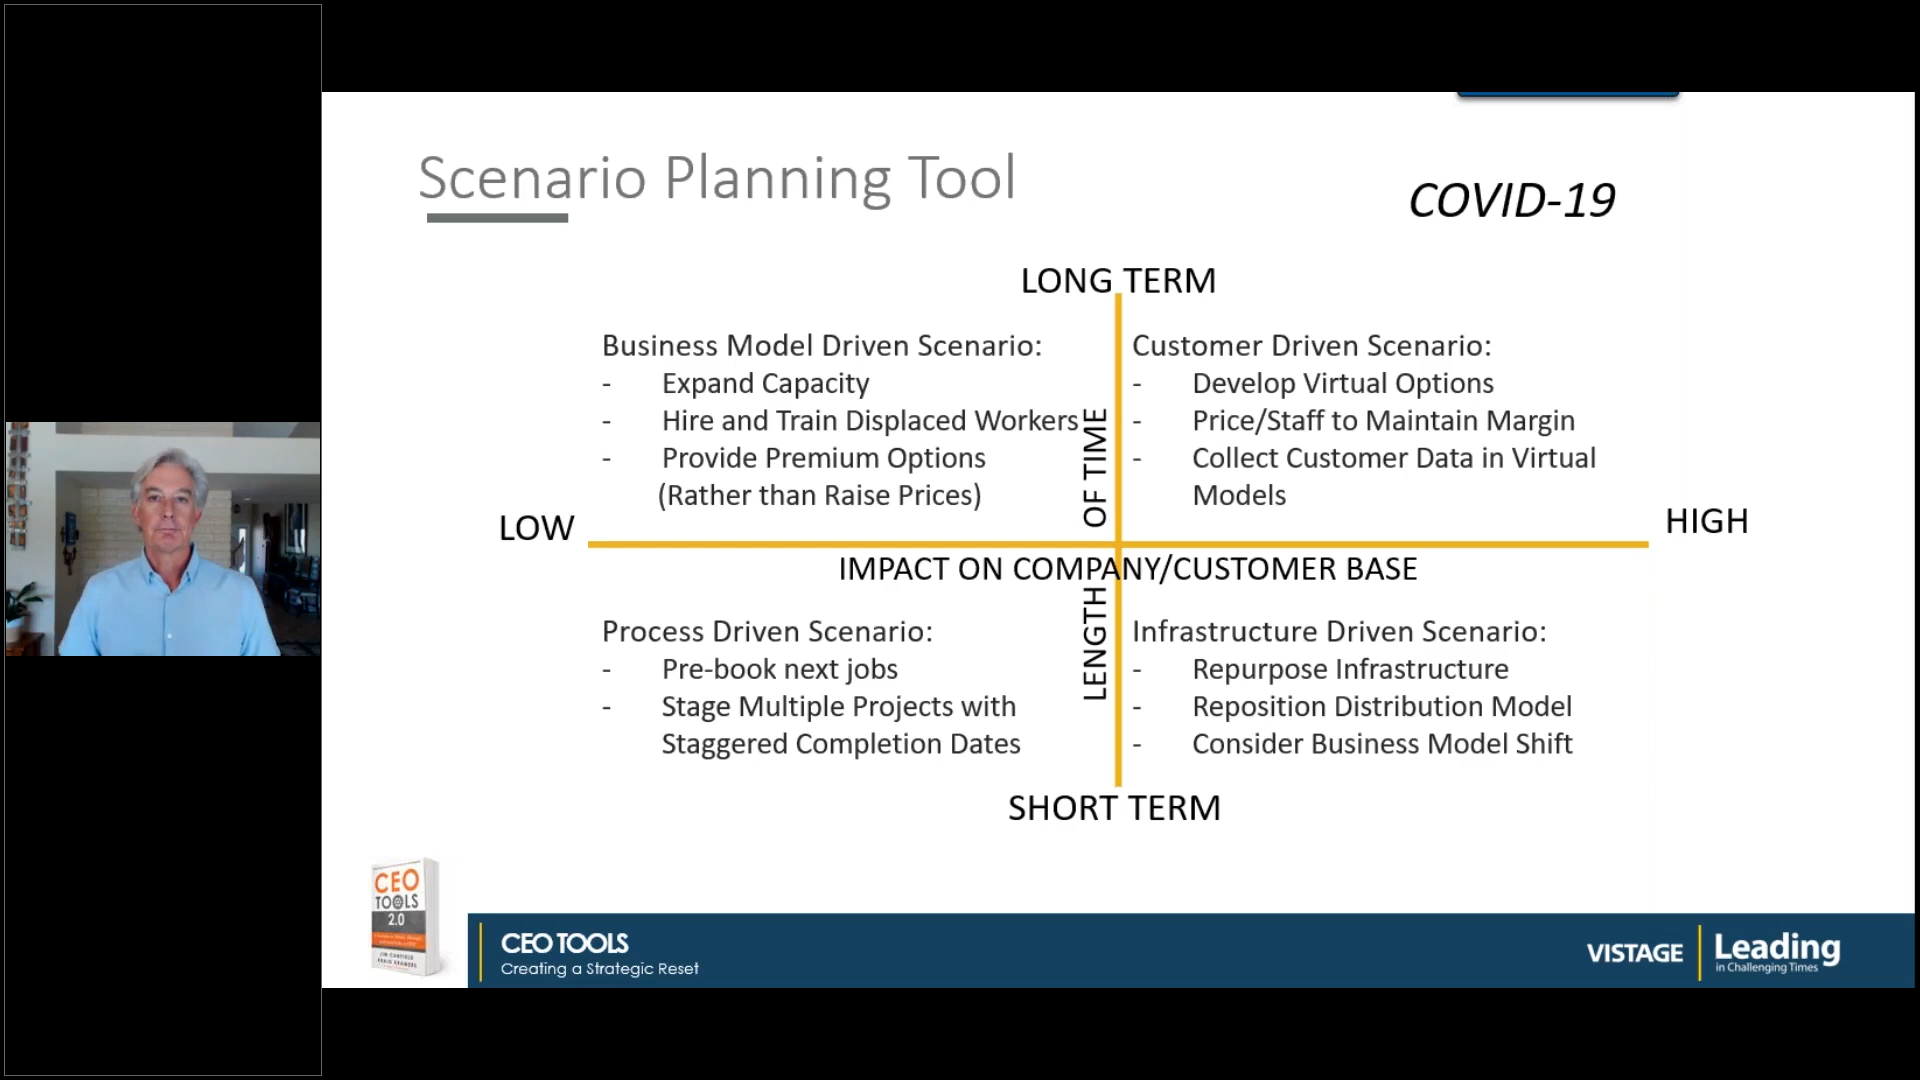 Scenario Planning Tool
COVID-19
LONG TERM
Business Model Driven Scenario:
- Expand Capacity
- Hire and Train Displaced Workers
- Provide Premium Options
(Rather than Raise Prices)
Customer Driven Scenario:
- Develop Virtual Options
- Price/Staff to Maintain Margin
- Collect Customer Data in Virtual
Models
LOW
HIGH
IMPACT ON COMPANY/CUSTOMER BASE
LENGTH OF TIME
Process Driven Scenario:
- Pre-book next jobs
- Stage Multiple Projects with
Staggered Completion Dates
Infrastructure Driven Scenario:
- Repurpose Infrastructure
- Reposition Distribution Model
- Consider Business Model Shift
SHORT TERM
CEO
TOOLS
2.0
JIM CANFIELD
KRAIG KRAMERS
CEO TOOLS
Creating a Strategic Reset
VISTAGE
Leading
in Challenging Times